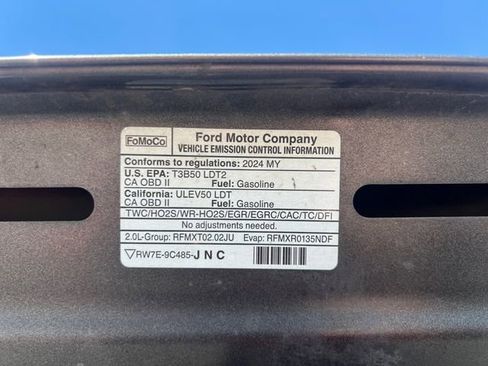 FoMoCo
Ford Motor Company
VEHICLE EMISSION CONTROL INFORMATION
Conforms to regulations: 2024 MY
U.S. EPA: T3B50 LDT2
CA OBD II Fuel: Gasoline
California: ULEV50 LDT
CA OBD II Fuel: Gasoline
TWC/HO2S/WR-HO2S/EGR/EGRC/CAC/TC/DFI
No adjustments needed.
2.0L-Group: RFMXT02.02JU Evap: RFMXR0135NDF
RW7E-9C485-J N C